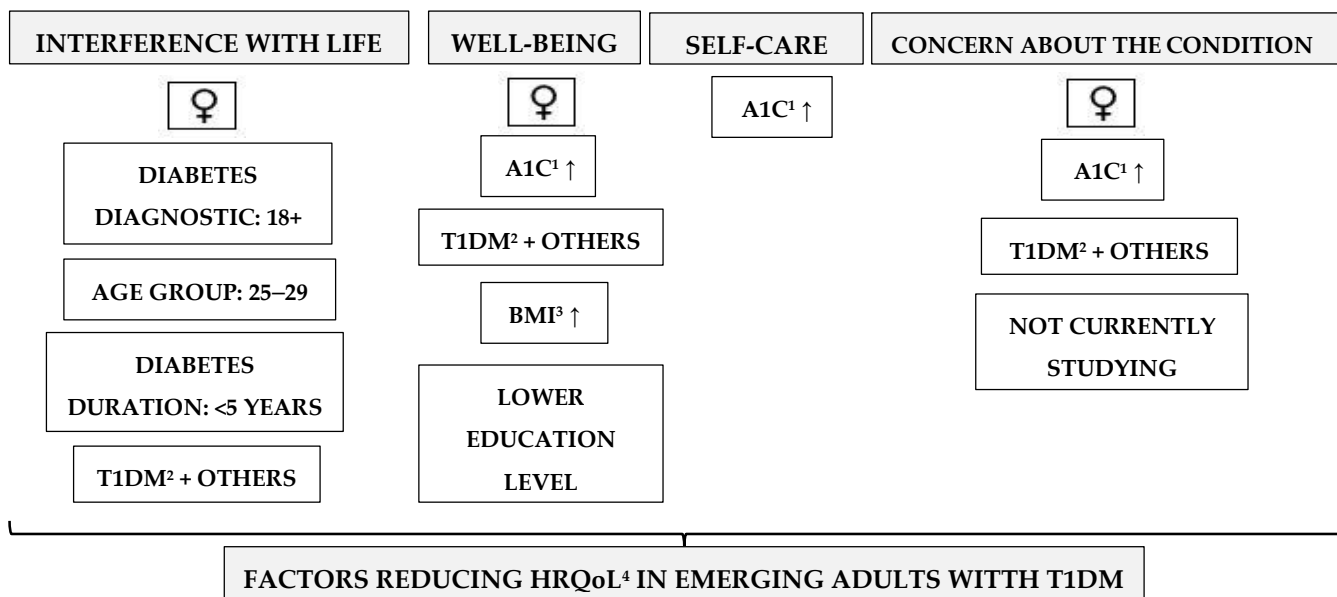 INTERFERENCE WITH LIFE
♀
DIABETES
DIAGNOSTIC: 18+
AGE GROUP: 25–29
DIABETES
DURATION: <5 YEARS
T1DM² + OTHERS
WELL-BEING
♀
A1C¹ ↑
T1DM² + OTHERS
BMI³ ↑
LOWER
EDUCATION
LEVEL
SELF-CARE
A1C¹ ↑
CONCERN ABOUT THE CONDITION
♀
A1C¹ ↑
T1DM² + OTHERS
NOT CURRENTLY
STUDYING
FACTORS REDUCING HRQoL⁴ IN EMERGING ADULTS WITTH T1DM